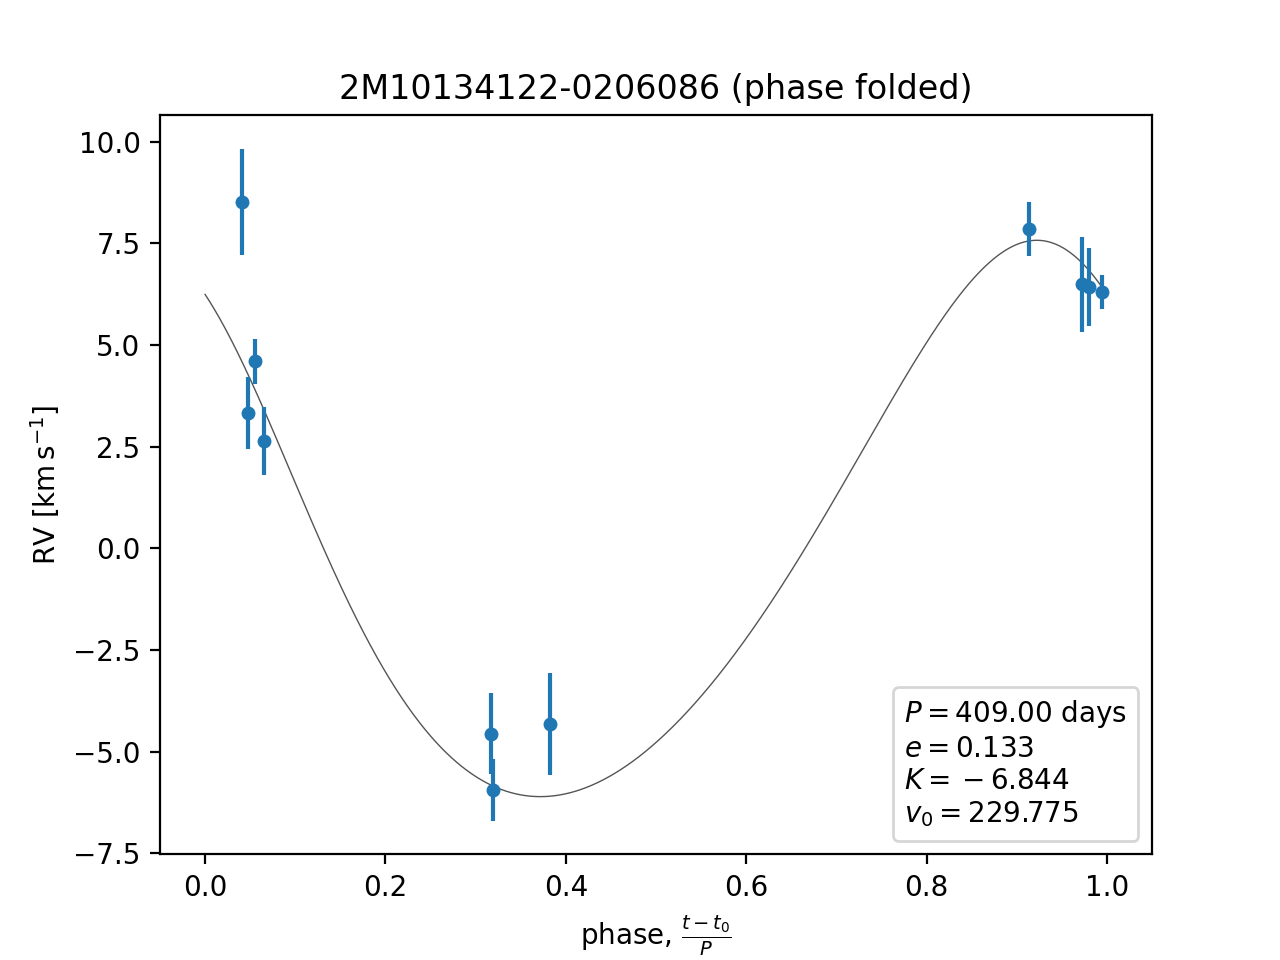 2M10134122-0206086 (phase folded)
10.0
7.5
5.0
2.5
0.0
−2.5
−5.0
−7.5
RV [km s⁻¹]
P = 409.00 days
e = 0.133
K = −6.844
v₀ = 229.775
0.0 0.2 0.4 0.6 0.8 1.0
phase, (t − t₀)/P